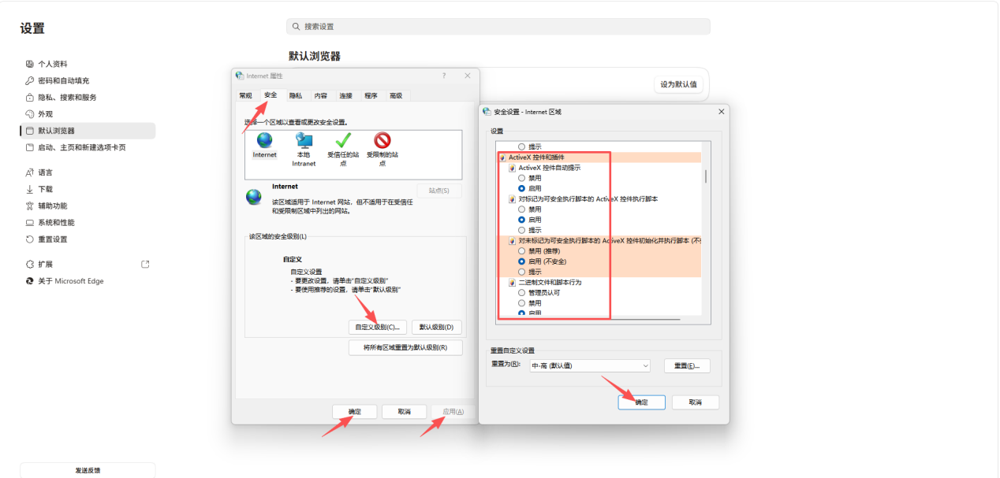 设置
搜索设置
个人资料
密码和自动填充
隐私、搜索和服务
外观
默认浏览器
启动、主页和新建选项卡页
语言
下载
辅助功能
系统和性能
重置设置
扩展
关于 Microsoft Edge
发送反馈
默认浏览器
设为默认值
Internet 属性
?
常规 安全 隐私 内容 连接 程序 高级
选择一个区域以查看或更改安全设置。
Internet
本地
Intranet
受信任的站
点
受限制的站
点
Internet
站点(S)
该区域适用于 Internet 网站，但不适用于在受信任
和受限制区域中列出的网站。
该区域的安全级别(L)
自定义
自定义设置
- 要更改设置，请单击"自定义级别"
- 要使用推荐的设置，请单击"默认级别"
自定义级别(C)... 默认级别(D)
将所有区域重置为默认级别(R)
确定 取消 应用(A)
安全设置 - Internet 区域
设置
提示
ActiveX 控件和插件
ActiveX 控件自动提示
禁用
启用
对标记为可安全执行脚本的 ActiveX 控件执行脚本
禁用
启用
提示
对未标记为可安全执行脚本的 ActiveX 控件初始化并执行脚本 (不
禁用 (推荐)
启用 (不安全)
提示
二进制文件和脚本行为
管理员认可
禁用
启用
重置自定义设置
重置为(R): 中-高 (默认值) 重置(E)...
确定 取消